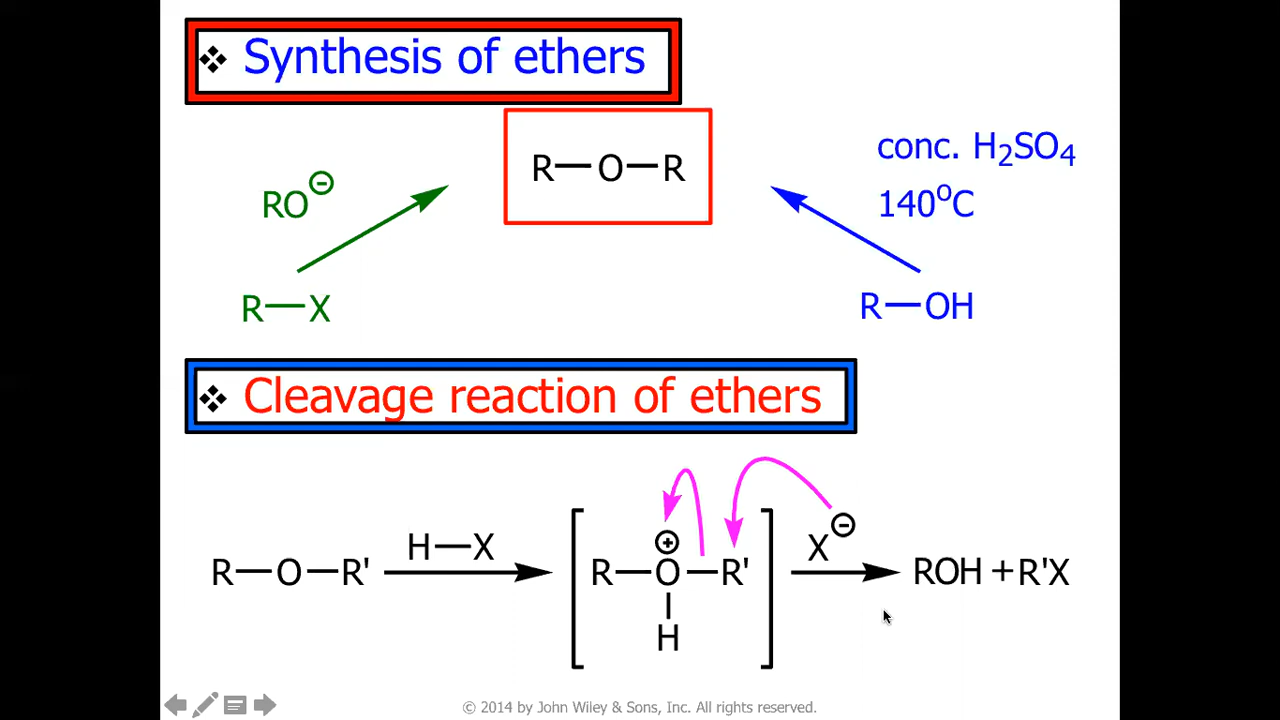 ❖ Synthesis of ethers
R—O—R
conc. H₂SO₄
140°C
RO⊖
R—X
R—OH
❖ Cleavage reaction of ethers
H—X
X⊖
R—O—R' [R—O⊕—R' ROH + R'X
H
© 2014 by John Wiley & Sons, Inc. All rights reserved.